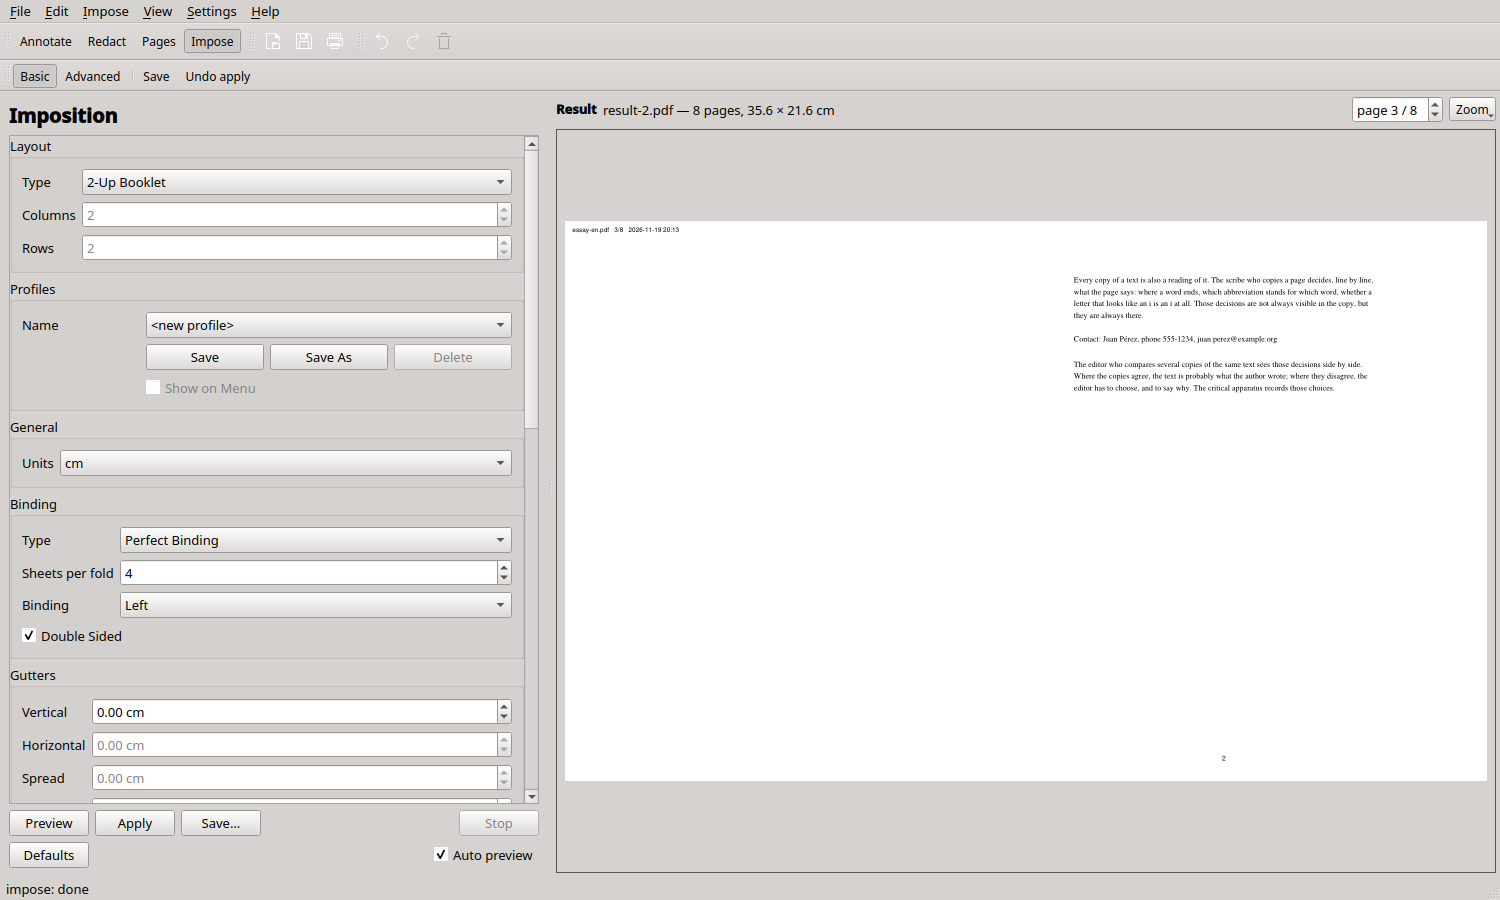 File Edit Impose View Settings Help
Annotate Redact Pages Impose
Basic Advanced Save Undo apply
Imposition
Layout
Type 2-Up Booklet
Columns 2
Rows 2
Profiles
Name <new profile>
Save Save As Delete
Show on Menu
General
Units cm
Binding
Type Perfect Binding
Sheets per fold 4
Binding Left
Double Sided
Gutters
Vertical 0.00 cm
Horizontal 0.00 cm
Spread 0.00 cm
Preview Apply Save... Stop
Defaults Auto preview
impose: done
Result result-2.pdf — 8 pages, 35.6 × 21.6 cm page 3 / 8 Zoom
essay-en.pdf 3/8 2026-11-19 20:13
Every copy of a text is also a reading of it. The scribe who copies a page decides, line by line,
what the page says: where a word ends, which abbreviation stands for which word, whether a
letter that looks like an i is an i at all. Those decisions are not always visible in the copy, but
they are always there.
Contact: Juan Pérez, phone 555-1234, juan.perez@example.org
The editor who compares several copies of the same text sees those decisions side by side.
Where the copies agree, the text is probably what the author wrote; where they disagree, the
editor has to choose, and to say why. The critical apparatus records those choices.
2